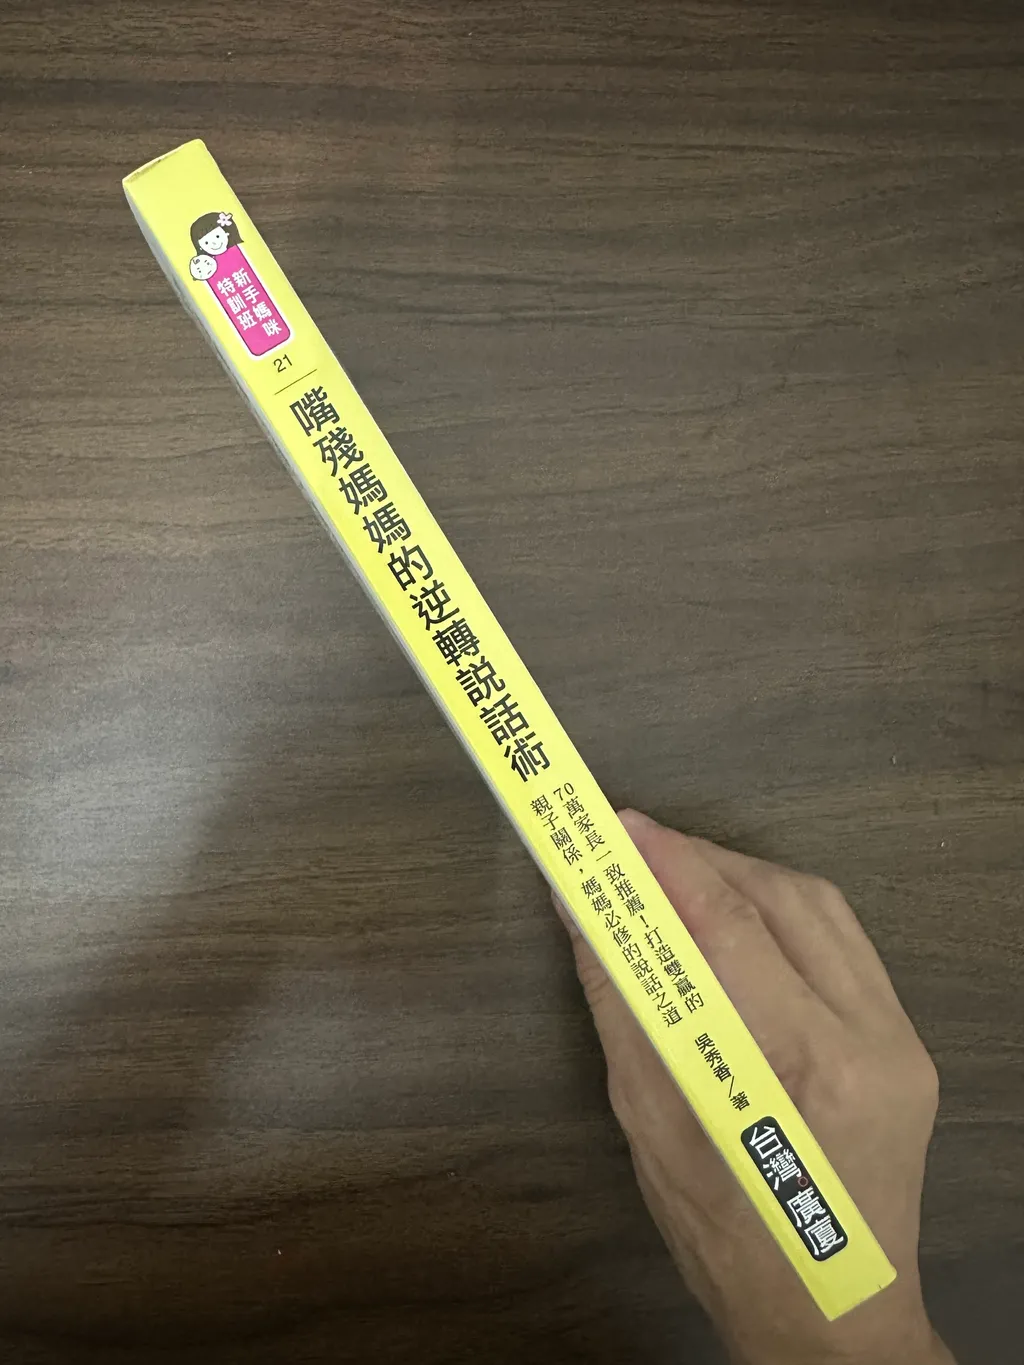 新手媽咪
特訓班
21
嘴殘媽媽的逆轉說話術
70萬家長一致推薦！打造雙贏的
親子關係，媽媽必修的說話之道
吳秀香／著
台灣。廣廈